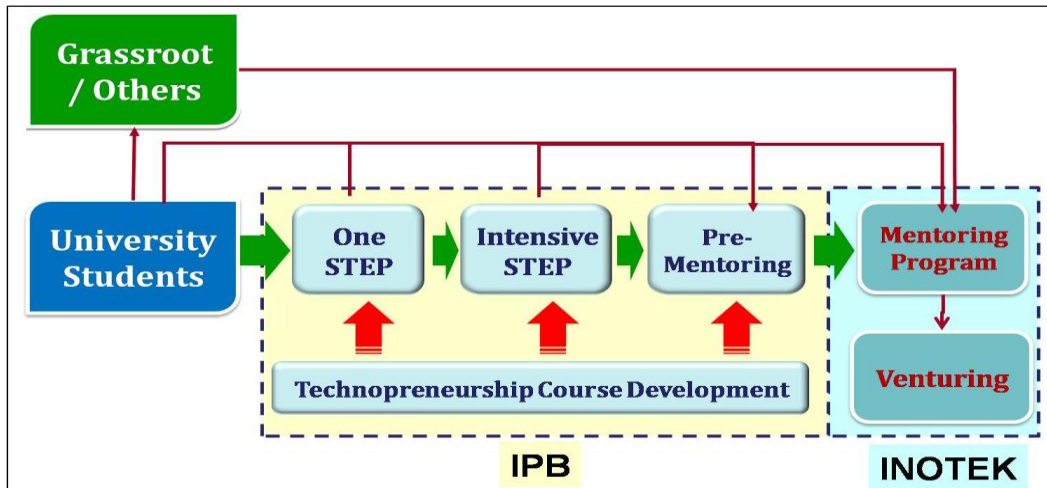 Grassroot
/ Others
University
Students
One
STEP
Intensive
STEP
Pre-
Mentoring
Mentoring
Program
Technopreneurship Course Development
Venturing
IPB
INOTEK